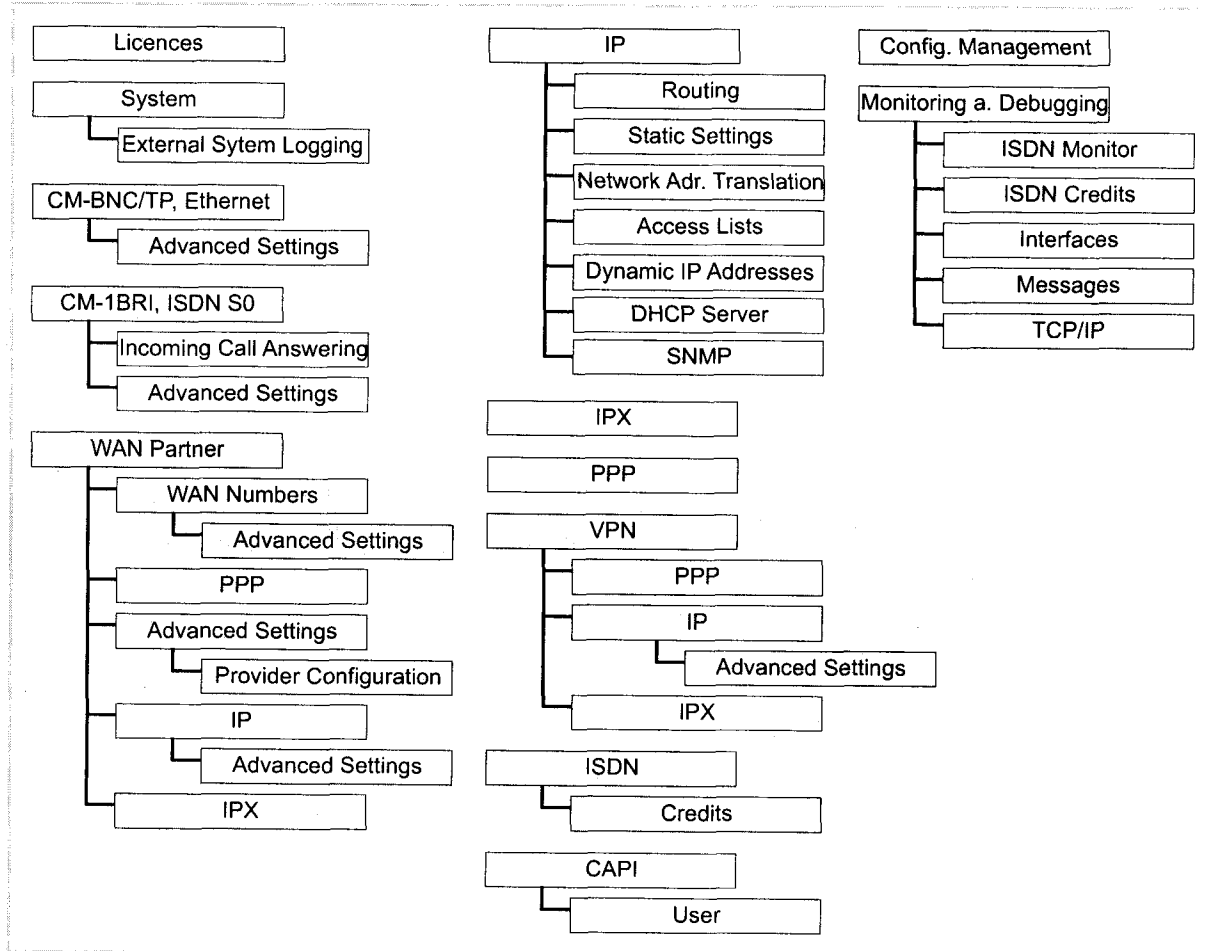 Licences
System
External Sytem Logging
CM-BNC/TP, Ethernet
Advanced Settings
CM-1BRI, ISDN S0
Incoming Call Answering
Advanced Settings
WAN Partner
WAN Numbers
Advanced Settings
PPP
Advanced Settings
Provider Configuration
IP
Advanced Settings
IPX
IP
Routing
Static Settings
Network Adr. Translation
Access Lists
Dynamic IP Addresses
DHCP Server
SNMP
IPX
PPP
VPN
PPP
IP
Advanced Settings
IPX
ISDN
Credits
CAPI
User
Config. Management
Monitoring a. Debugging
ISDN Monitor
ISDN Credits
Interfaces
Messages
TCP/IP